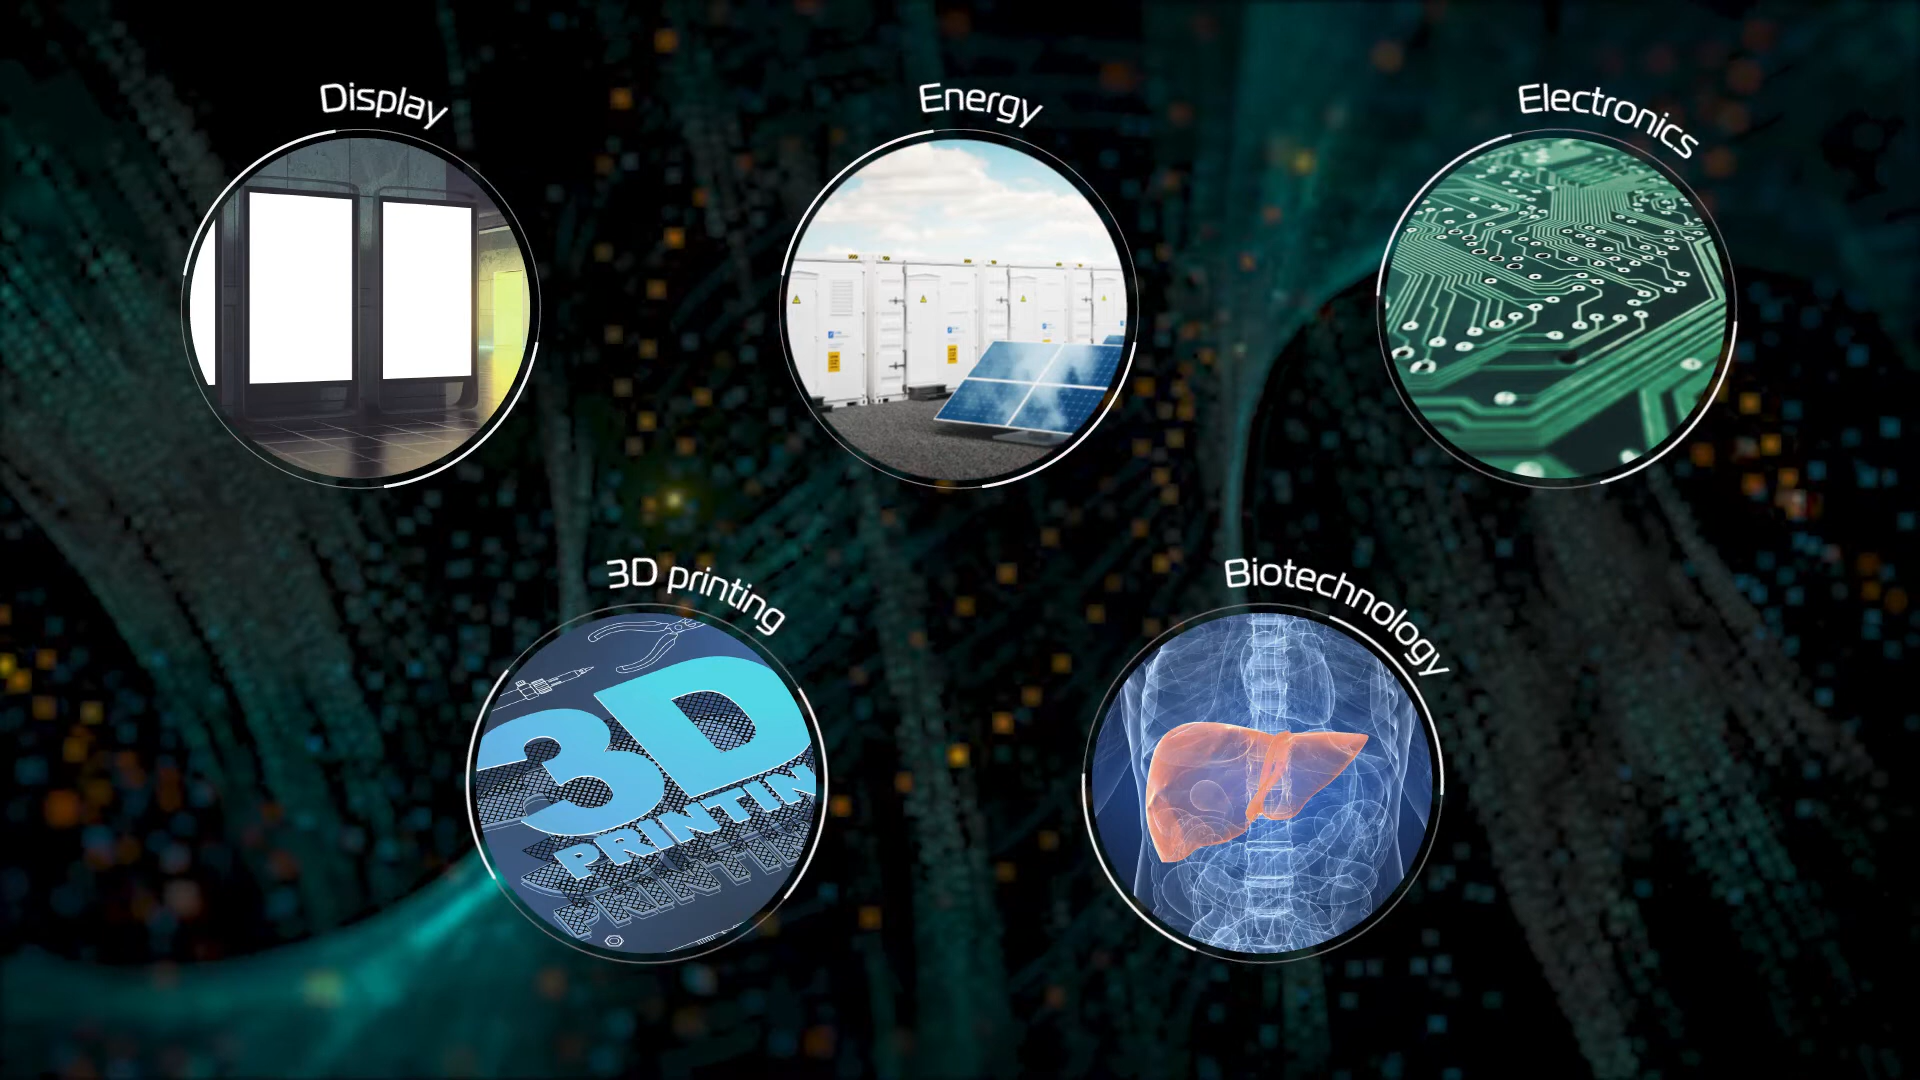 Display
Energy
Electronics
3D printing
Biotechnology
3D
PRINTIN